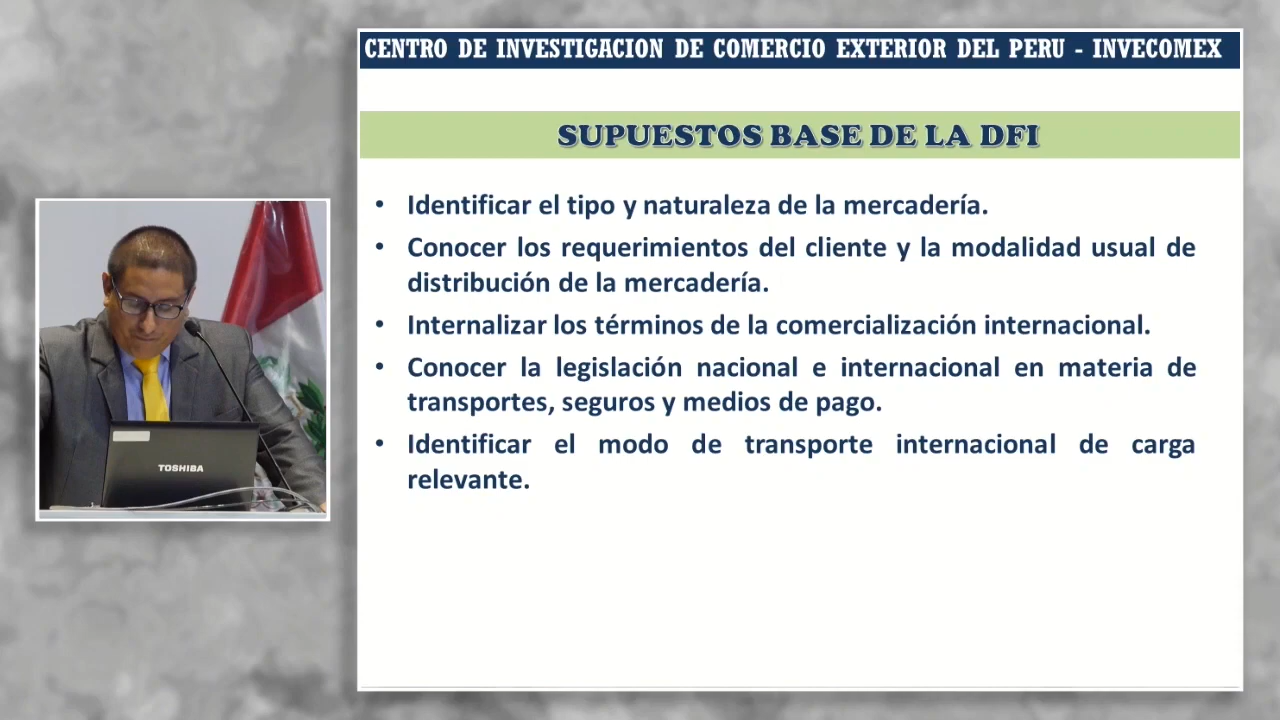 CENTRO DE INVESTIGACION DE COMERCIO EXTERIOR DEL PERU - INVECOMEX
SUPUESTOS BASE DE LA DFI
• Identificar el tipo y naturaleza de la mercadería.
• Conocer los requerimientos del cliente y la modalidad usual de
distribución de la mercadería.
• Internalizar los términos de la comercialización internacional.
• Conocer la legislación nacional e internacional en materia de
transportes, seguros y medios de pago.
• Identificar el modo de transporte internacional de carga
relevante.
TOSHIBA